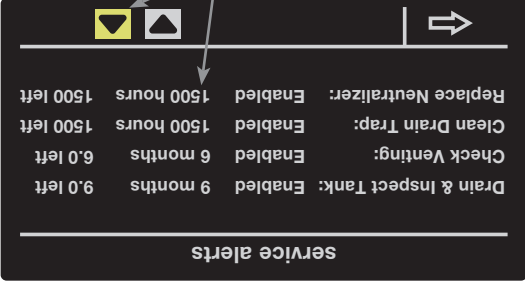 service alerts
Drain & Inspect Tank: Enabled 9 months 9.0 left
Check Venting: Enabled 6 months 6.0 left
Clean Drain Trap: Enabled 1500 hours 1500 left
Replace Neutralizer: Enabled 1500 hours 1500 left